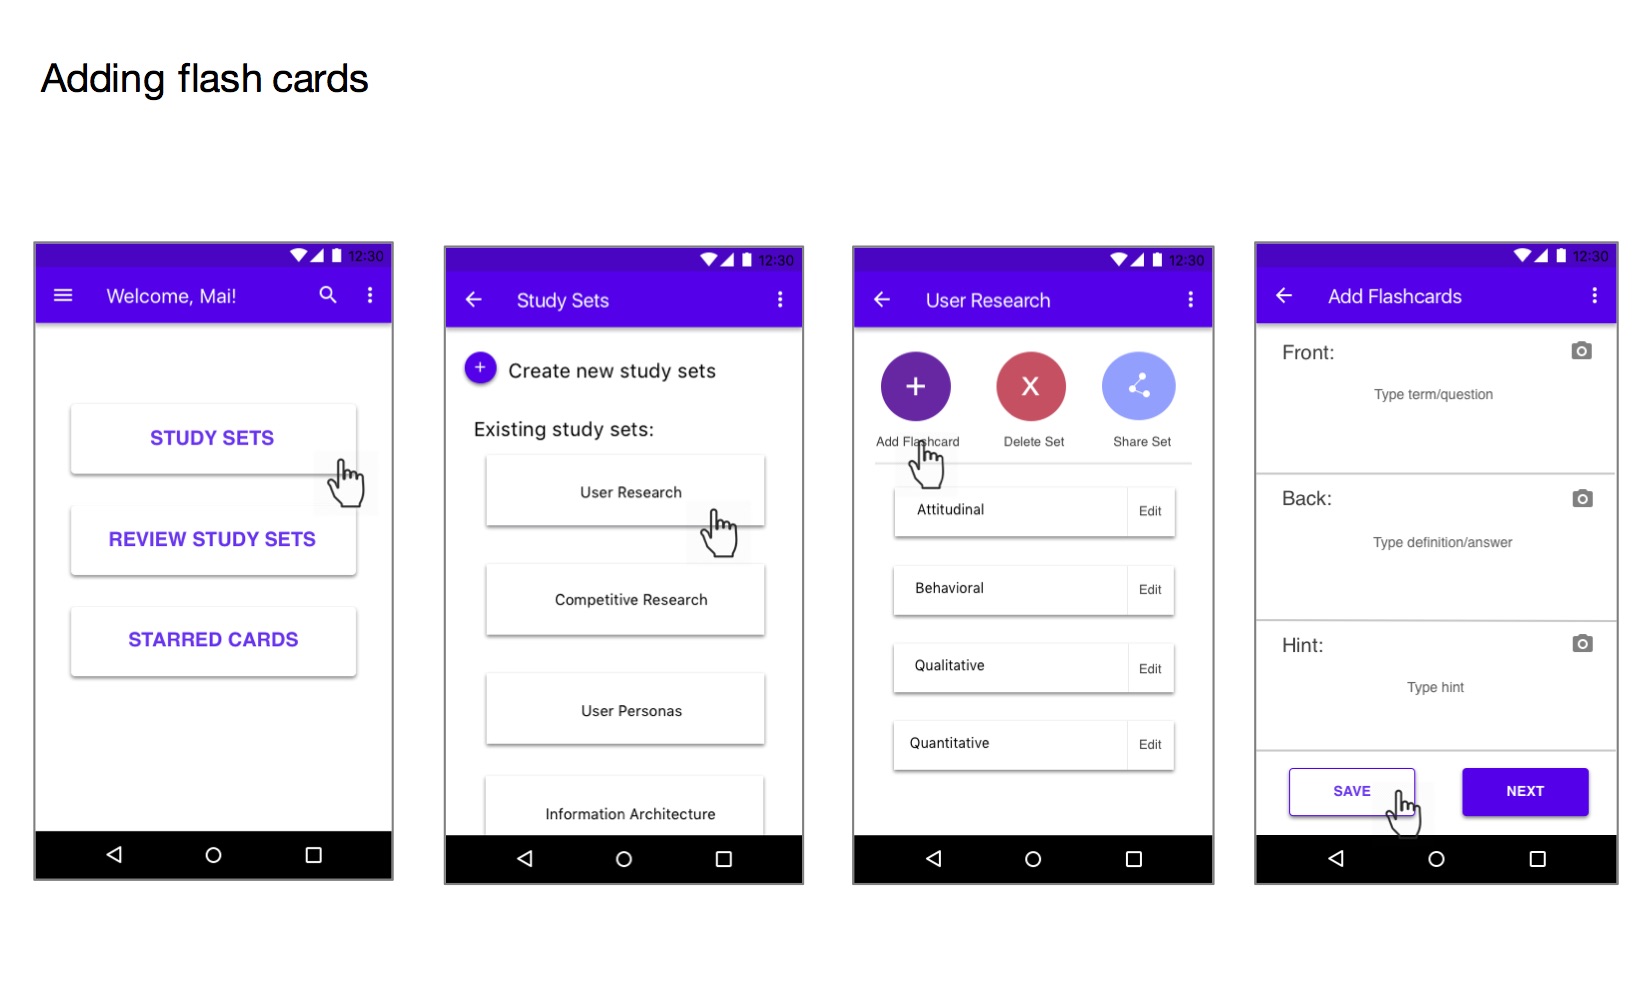 Adding flash cards
12:30
Welcome, Mai!
STUDY SETS
REVIEW STUDY SETS
STARRED CARDS
12:30
Study Sets
+ Create new study sets
Existing study sets:
User Research
Competitive Research
User Personas
Information Architecture
12:30
User Research
+ X
Add Flashcard Delete Set Share Set
Attitudinal Edit
Behavioral Edit
Qualitative Edit
Quantitative Edit
12:30
Add Flashcards
Front:
Type term/question
Back:
Type definition/answer
Hint:
Type hint
SAVE NEXT